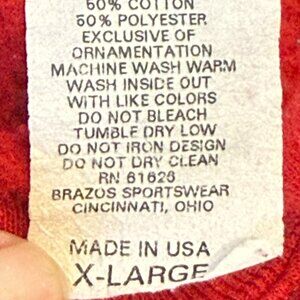 50% COTTON
50% POLYESTER
EXCLUSIVE OF
ORNAMENTATION
MACHINE WASH WARM
WASH INSIDE OUT
WITH LIKE COLORS
DO NOT BLEACH
TUMBLE DRY LOW
DO NOT IRON DESIGN
DO NOT DRY CLEAN
RN 61626
BRAZOS SPORTSWEAR
CINCINNATI, OHIO
MADE IN USA
X-LARGE